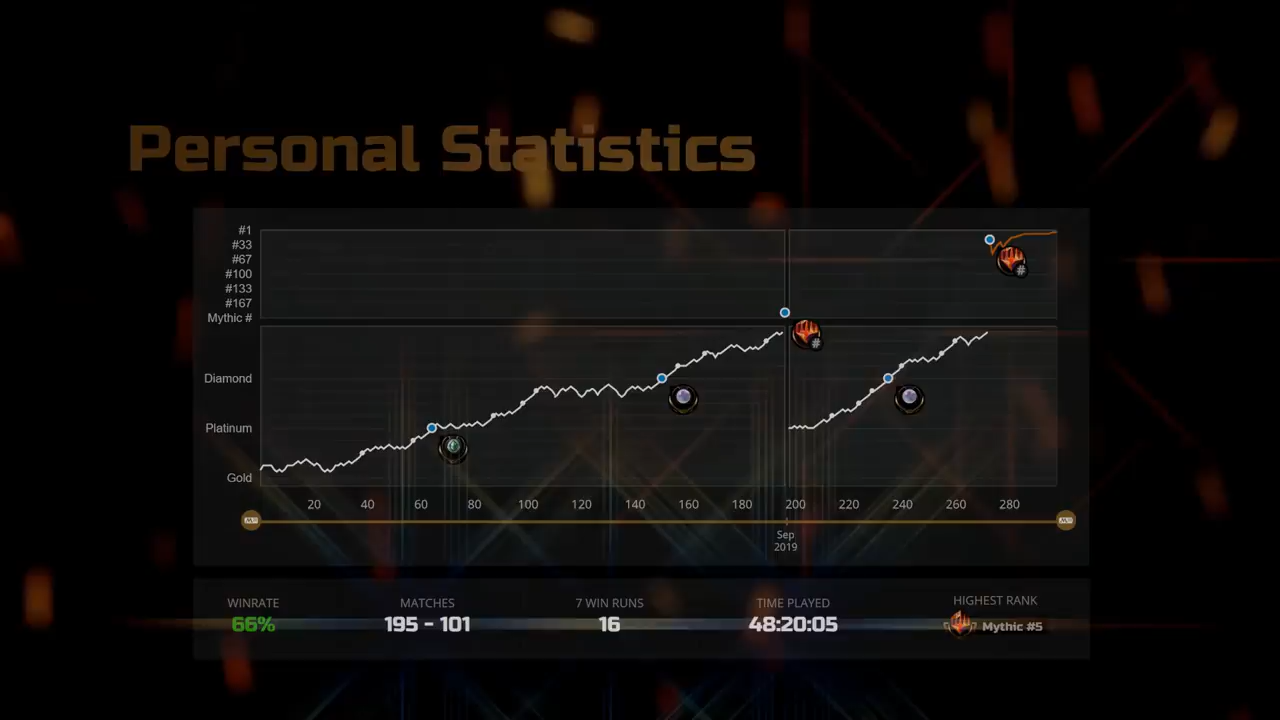 Personal Statistics
#1
#33
#67
#100
#133
#167
Mythic #
Diamond
Platinum
Gold
#
#
20 40 60 80 100 120 140 160 180 200 220 240 260 280
Sep
2019
WINRATE MATCHES 7 WIN RUNS TIME PLAYED HIGHEST RANK
66% 195 - 101 16 48:20:05 Mythic #5